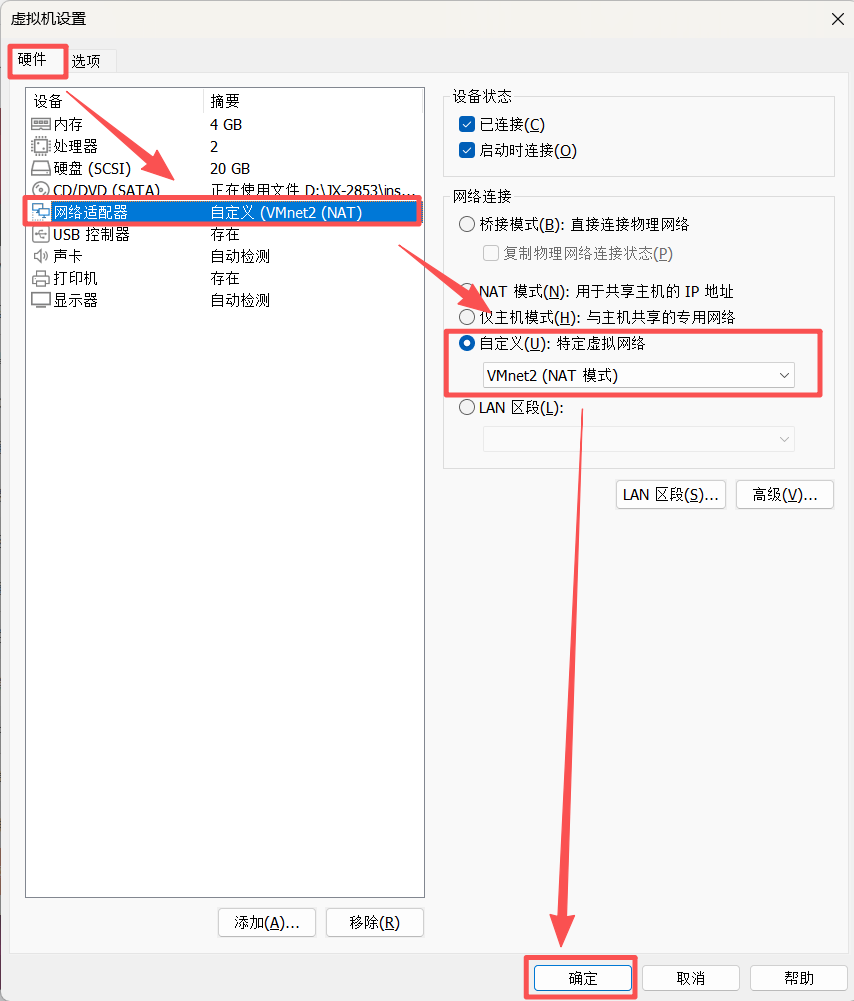 虚拟机设置
硬件 选项
设备 摘要
内存 4 GB
处理器 2
硬盘 (SCSI) 20 GB
CD/DVD (SATA) 正在使用文件 D:\JX-2853\ins...
网络适配器 自定义 (VMnet2 (NAT)
USB 控制器 存在
声卡 自动检测
打印机 存在
显示器 自动检测
添加(A)... 移除(R)
设备状态
已连接(C)
启动时连接(O)
网络连接
桥接模式(B): 直接连接物理网络
复制物理网络连接状态(P)
NAT 模式(N): 用于共享主机的 IP 地址
仅主机模式(H): 与主机共享的专用网络
自定义(U): 特定虚拟网络
VMnet2 (NAT 模式)
LAN 区段(L):
LAN 区段(S)... 高级(V)...
确定 取消 帮助